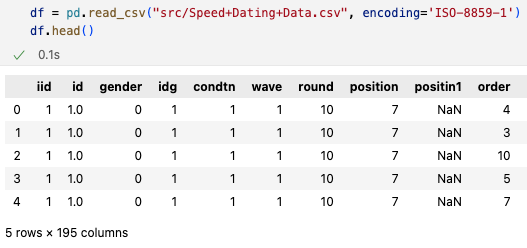 df = pd.read_csv("src/Speed+Dating+Data.csv", encoding='ISO-8859-1')
df.head()
✓ 0.1s
iid id gender idg condtn wave round position positin1 order
0 1 1.0 0 1 1 1 10 7 NaN 4
1 1 1.0 0 1 1 1 10 7 NaN 3
2 1 1.0 0 1 1 1 10 7 NaN 10
3 1 1.0 0 1 1 1 10 7 NaN 5
4 1 1.0 0 1 1 1 10 7 NaN 7
5 rows × 195 columns